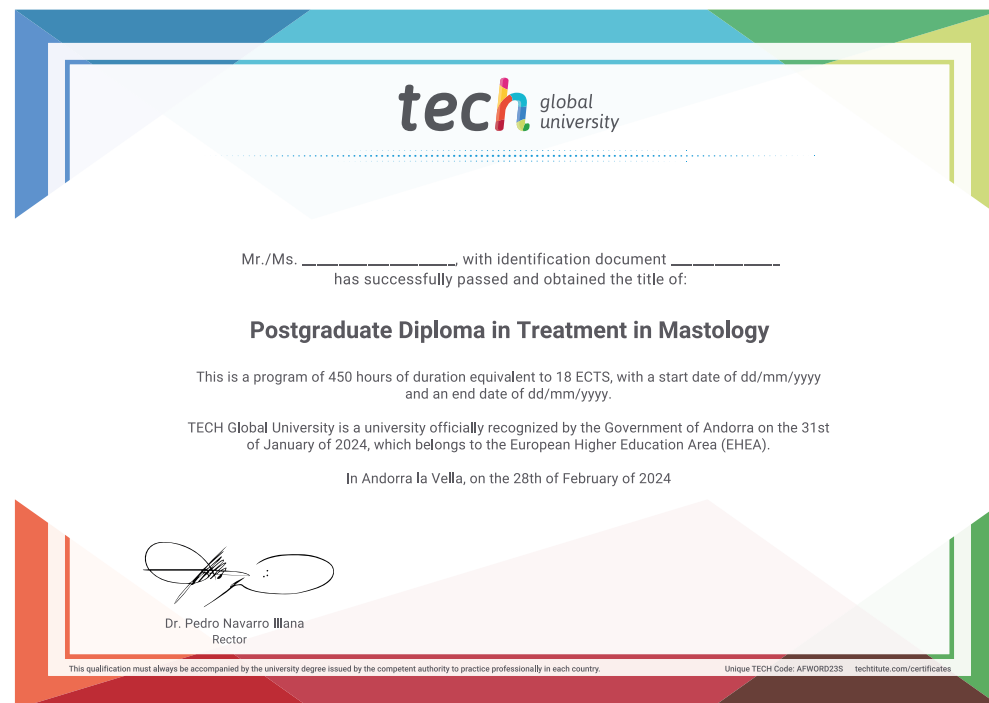 tech global university
Mr./Ms. ____________________, with identification document ______________
has successfully passed and obtained the title of:
Postgraduate Diploma in Treatment in Mastology
This is a program of 450 hours of duration equivalent to 18 ECTS, with a start date of dd/mm/yyyy
and an end date of dd/mm/yyyy.
TECH Global University is a university officially recognized by the Government of Andorra on the 31st
of January of 2024, which belongs to the European Higher Education Area (EHEA).
In Andorra la Vella, on the 28th of February of 2024
Dr. Pedro Navarro Illana
Rector
This qualification must always be accompanied by the university degree issued by the competent authority to practice professionally in each country.
Unique TECH Code: AFWORD23S techtitute.com/certificates